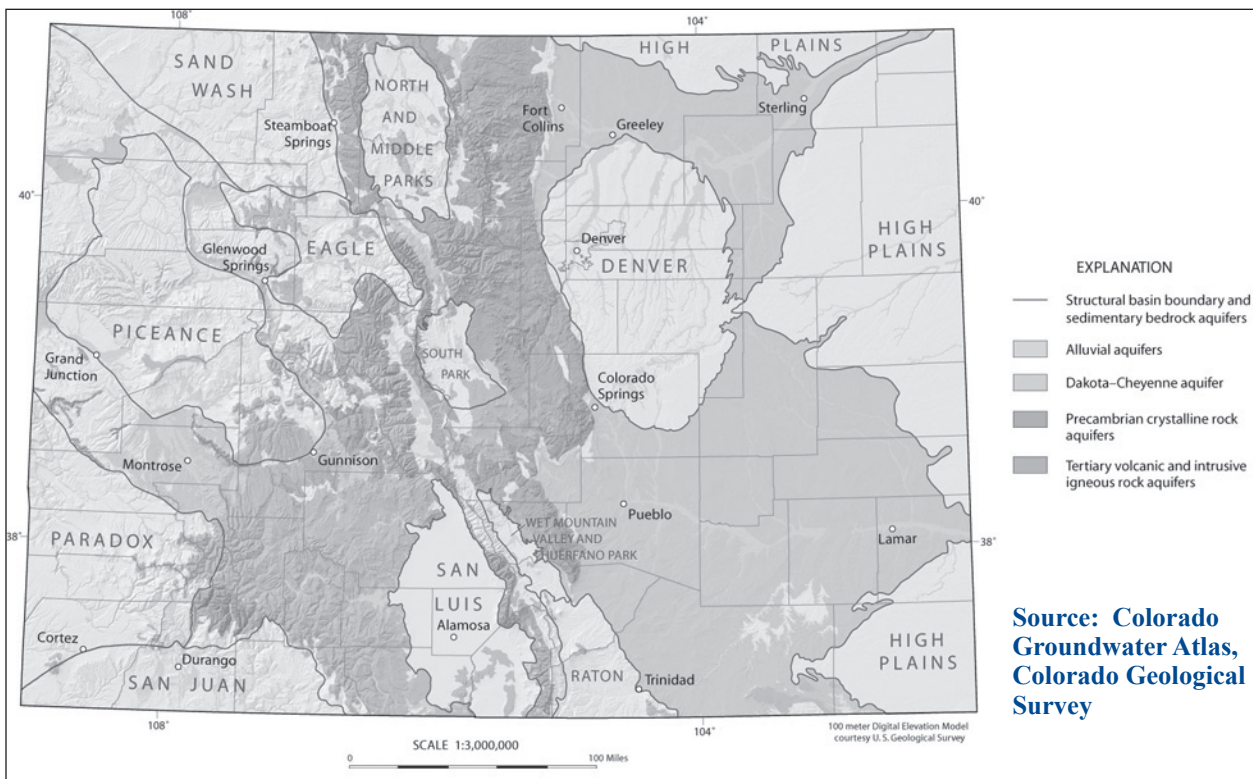 108°
104°
SAND
WASH
HIGH
PLAINS
NORTH
AND
MIDDLE
PARKS
Fort
Collins
Sterling
Steamboat
Springs
Greeley
40°
40°
HIGH
PLAINS
Glenwood
Springs
EAGLE
Denver
DENVER
PICEANCE
Grand
Junction
SOUTH
PARK
Colorado
Springs
Montrose
Gunnison
Pueblo
WET MOUNTAIN
VALLEY AND
HUERFANO PARK
Lamar
38°
38°
PARADOX
SAN
LUIS
Alamosa
Cortez
Durango
SAN JUAN
RATON
Trinidad
HIGH
PLAINS
108°
104°
100 meter Digital Elevation Model
courtesy U.S. Geological Survey
SCALE 1:3,000,000
0
100 Miles
EXPLANATION
Structural basin boundary and
sedimentary bedrock aquifers
Alluvial aquifers
Dakota–Cheyenne aquifer
Precambrian crystalline rock
aquifers
Tertiary volcanic and intrusive
igneous rock aquifers
Source: Colorado
Groundwater Atlas,
Colorado Geological
Survey